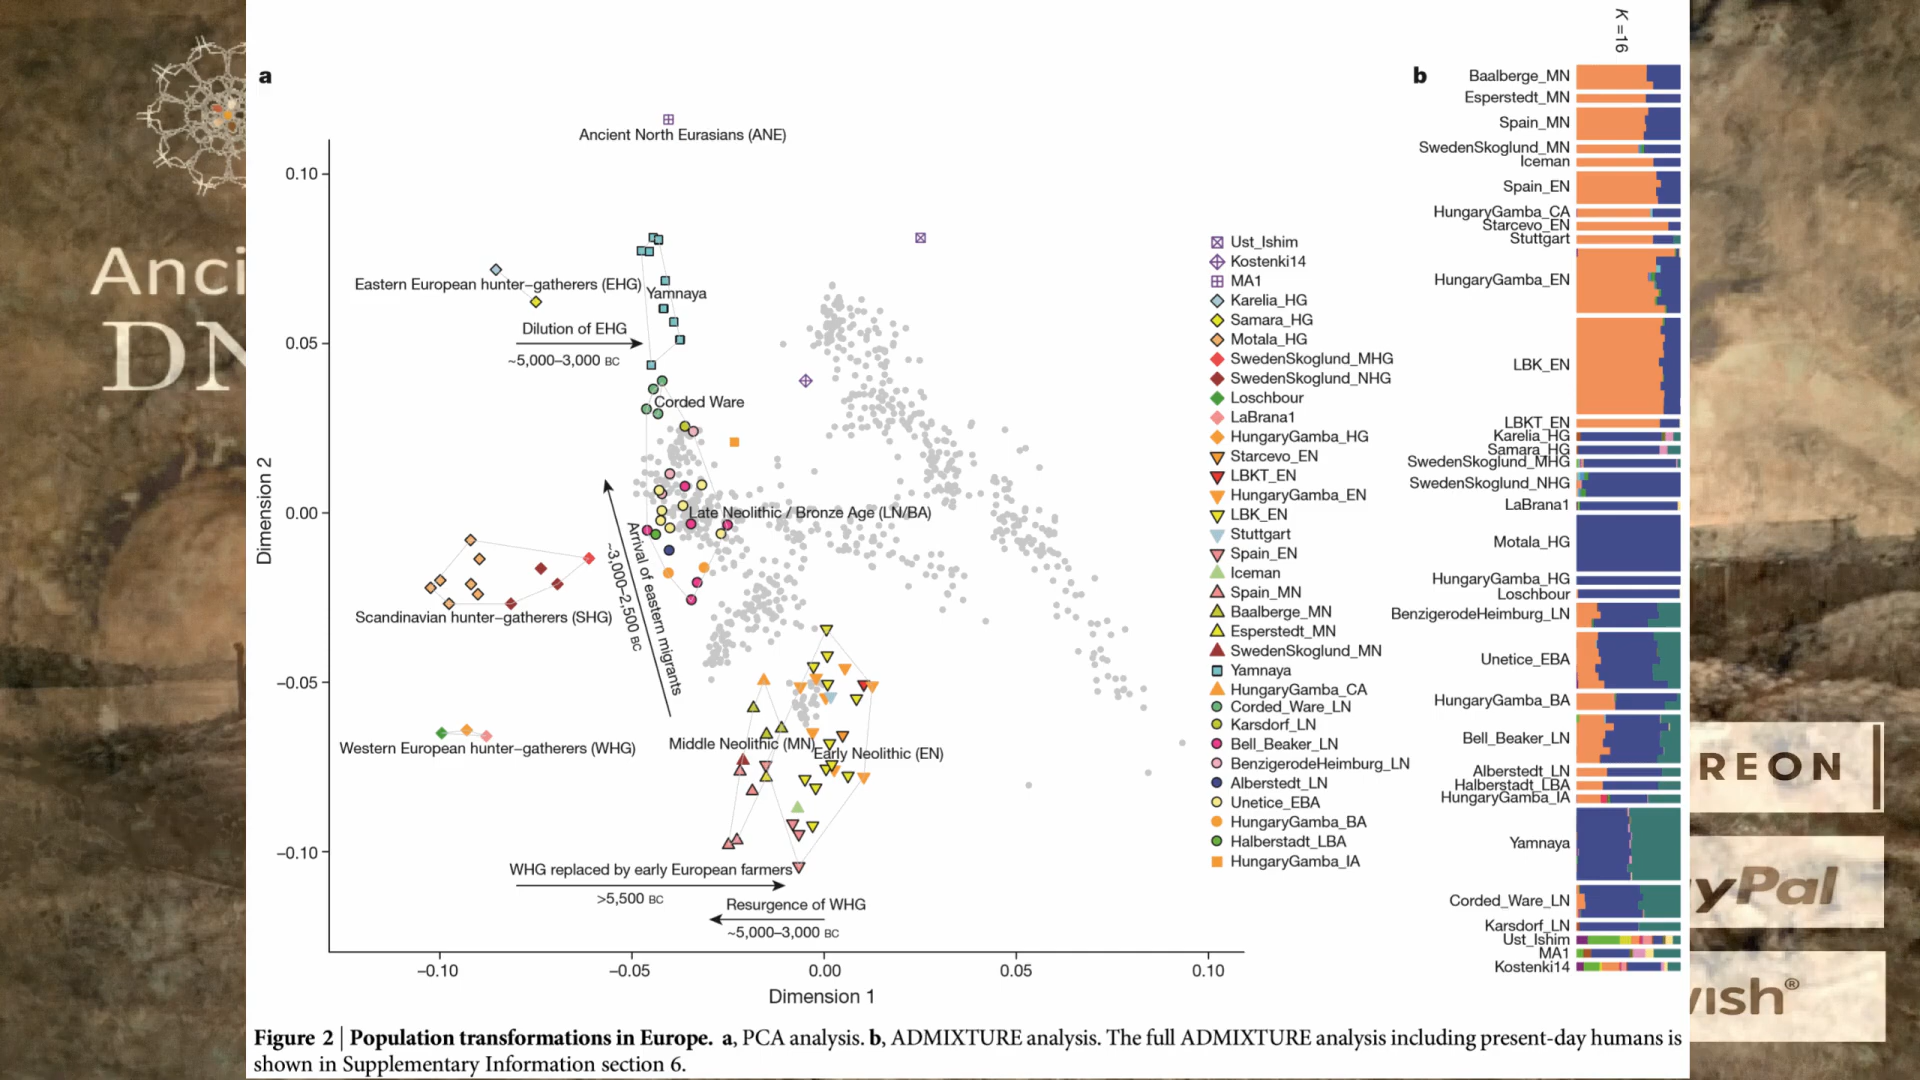 Anci
DN
a
Ancient North Eurasians (ANE)
0.10
0.05
0.00
−0.05
−0.10
Dimension 2
Eastern European hunter–gatherers (EHG)
Yamnaya
Dilution of EHG
~5,000–3,000 BC
Corded Ware
Late Neolithic / Bronze Age (LN/BA)
Arrival of eastern migrants
~3,000–2,500 BC
Scandinavian hunter–gatherers (SHG)
Western European hunter–gatherers (WHG)
Middle Neolithic (MN)
Early Neolithic (EN)
WHG replaced by early European farmers
>5,500 BC
Resurgence of WHG
~5,000–3,000 BC
−0.10
−0.05
0.00
0.05
0.10
Dimension 1
Ust_Ishim
Kostenki14
MA1
Karelia_HG
Samara_HG
Motala_HG
SwedenSkoglund_MHG
SwedenSkoglund_NHG
Loschbour
LaBrana1
HungaryGamba_HG
Starcevo_EN
LBKT_EN
HungaryGamba_EN
LBK_EN
Stuttgart
Spain_EN
Iceman
Spain_MN
Baalberge_MN
Esperstedt_MN
SwedenSkoglund_MN
Yamnaya
HungaryGamba_CA
Corded_Ware_LN
Karsdorf_LN
Bell_Beaker_LN
BenzigerodeHeimburg_LN
Alberstedt_LN
Unetice_EBA
HungaryGamba_BA
Halberstadt_LBA
HungaryGamba_IA
b
K =16
Baalberge_MN
Esperstedt_MN
Spain_MN
SwedenSkoglund_MN
Iceman
Spain_EN
HungaryGamba_CA
Starcevo_EN
Stuttgart
HungaryGamba_EN
LBK_EN
LBKT_EN
Karelia_HG
Samara_HG
SwedenSkoglund_MHG
SwedenSkoglund_NHG
LaBrana1
Motala_HG
HungaryGamba_HG
Loschbour
BenzigerodeHeimburg_LN
Unetice_EBA
HungaryGamba_BA
Bell_Beaker_LN
Alberstedt_LN
Halberstadt_LBA
HungaryGamba_IA
Yamnaya
Corded_Ware_LN
Karsdorf_LN
Ust_Ishim
MA1
Kostenki14
REON
yPal
wish®
Figure 2 | Population transformations in Europe. a, PCA analysis. b, ADMIXTURE analysis. The full ADMIXTURE analysis including present-day humans is
shown in Supplementary Information section 6.